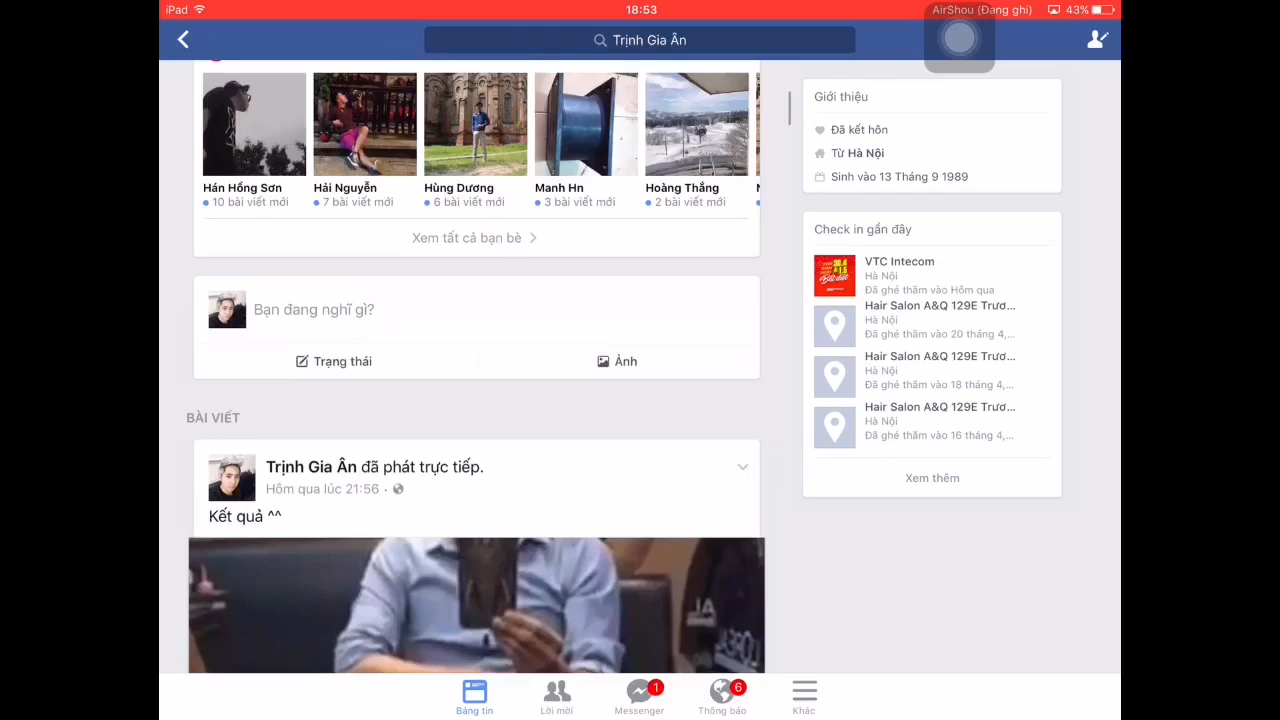 iPad 18:53 AirShou (Đang ghi) 43%
Trịnh Gia Ân
Hán Hồng Sơn
10 bài viết mới
Hải Nguyễn
7 bài viết mới
Hùng Dương
6 bài viết mới
Manh Hn
3 bài viết mới
Hoàng Thắng
2 bài viết mới
Xem tất cả bạn bè
Bạn đang nghĩ gì?
Trạng thái
Ảnh
BÀI VIẾT
Trịnh Gia Ân đã phát trực tiếp.
Hôm qua lúc 21:56
Kết quả ^^
Giới thiệu
Đã kết hôn
Từ Hà Nội
Sinh vào 13 Tháng 9 1989
Check in gần đây
VTC Intecom
Hà Nội
Đã ghé thăm vào Hôm qua
Hair Salon A&Q 129E Trươ...
Hà Nội
Đã ghé thăm vào 20 tháng 4,...
Hair Salon A&Q 129E Trươ...
Hà Nội
Đã ghé thăm vào 18 tháng 4,...
Hair Salon A&Q 129E Trươ...
Hà Nội
Đã ghé thăm vào 16 tháng 4,...
Xem thêm
Bảng tin
Lời mời
1
Messenger
6
Thông báo
Khác